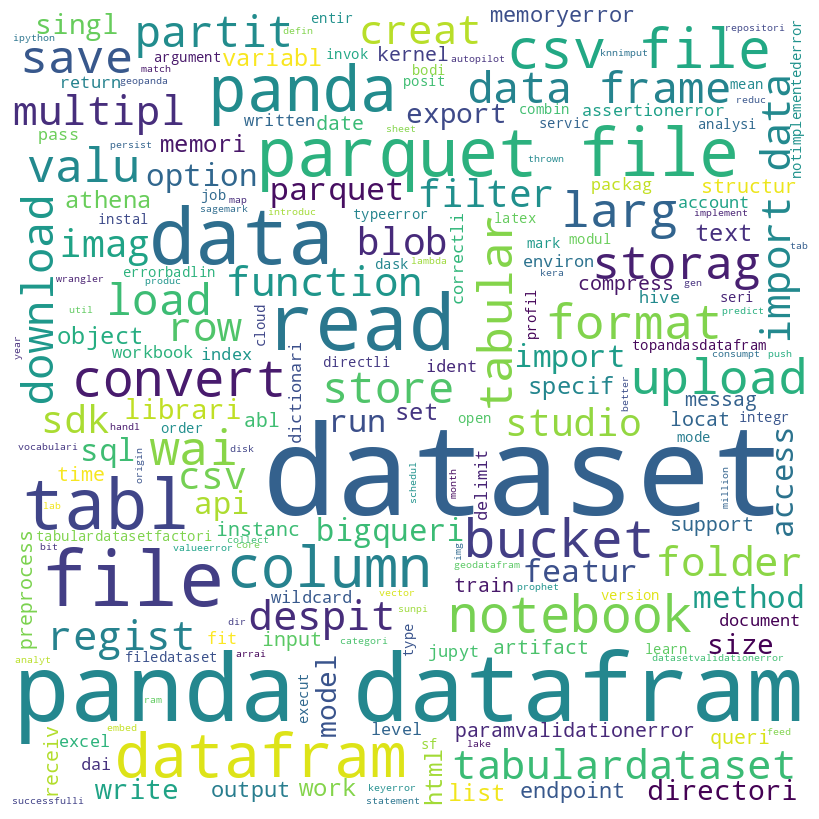 ipython
defin
entir
memoryerror
repositori
singl
partit
creat
csv file
save
argument
match
variabl
invok
kernel
autopilot
knnimput
return
geopanda
panda
bodi
posit
data frame
mean
reduc
multipl
export
combin
assertionerror
written
date
sheet
servic
analysi
data
notimplementederror
pass
persist
memori
parquet file
thrown
valu
option
job
map
parquet
filter
packag
structur
athena
sagemark
introduc
typeerror
larg
account
implement
tab
download
instal
data
blob
correctli
latex
text
import
imag
dask
lambda
mark
modul
errorbadlin
tabular
environ
storag
wrangler
produc
function
kera
compress
gen
load
read
profil
hive
seri
util
row
cloud
format
predict
object
topandasdatafram
year
workbook
index
directli
ident
import
consumpt
push
convert
dictionari
store
specif
better
upload
sdk
librari
abl
run
set
open
studio
messag
handl
order
locat
integr
vocabulari
sql
wai
mode
origin
disk
dataset
access
time
csv
delimit
tabl
lab
api
schedul
month
million
instanc
bigqueri
bucket
support
tabulardatasetfactori
collect
preprocess
bit
valueerror
core
column
img
geodatafram
featur
folder
file
wildcard
vector
train
prophet
version
method
dir
despit
sunpi
notebook
document
regist
fit
input
type
artifact
size
categori
jupyt
learn
analyt
filedataset
arrai
datasetvalidationerror
panda datafram
ram
execut
model
embed
level
paramvalidationerror
feed
receiv
excel
datafram
sf
lake
queri
dai
html
tabulardataset
successfulli
write
output
work
keyerror
statement
list
endpoint
directori